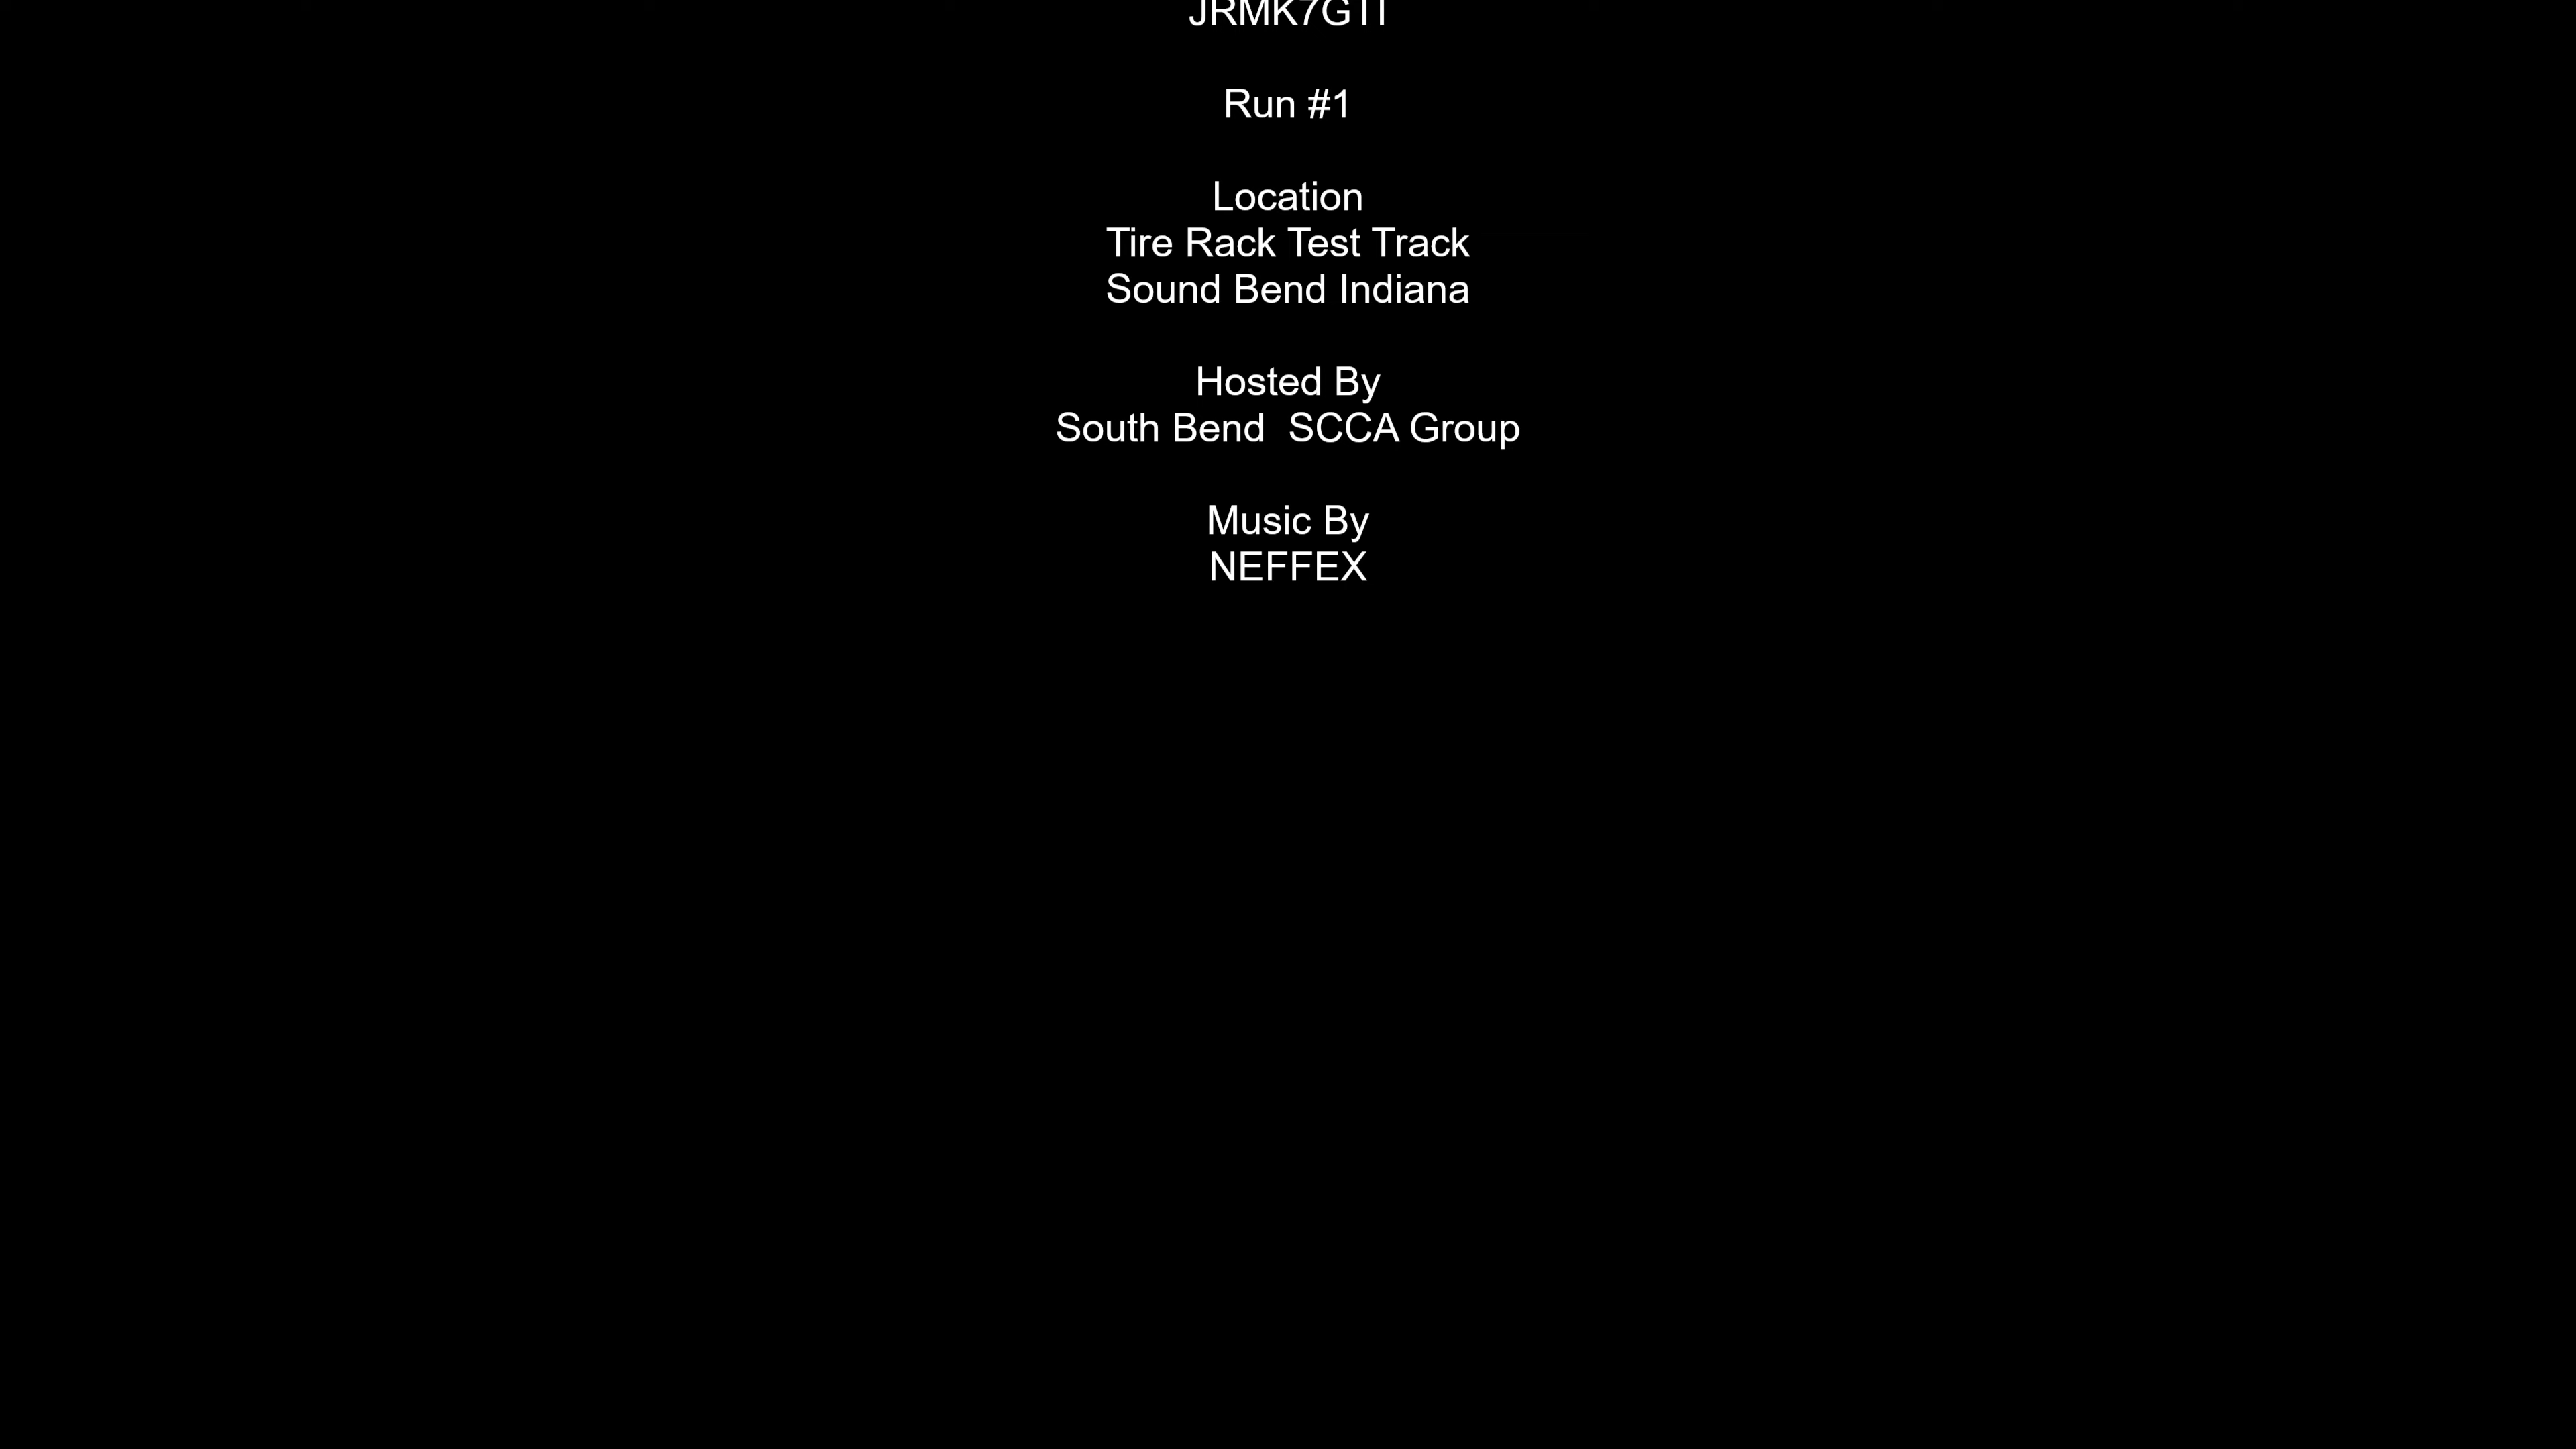 JRMK7GTI
Run #1
Location
Tire Rack Test Track
Sound Bend Indiana
Hosted By
South Bend  SCCA Group
Music By
NEFFEX